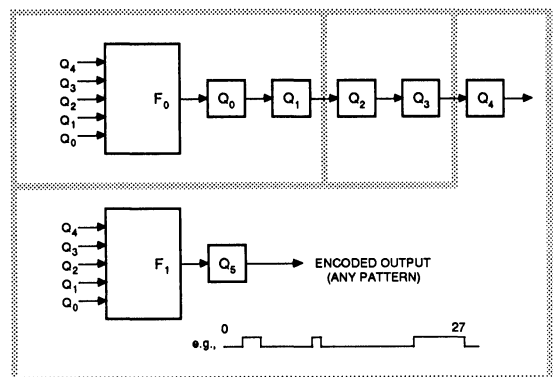 Q4
Q3
Q2
Q1
Q0
F0
Q0
Q1
Q2
Q3
Q4
Q4
Q3
Q2
Q1
Q0
F1
Q5
ENCODED OUTPUT
(ANY PATTERN)
0
27
e.g.,